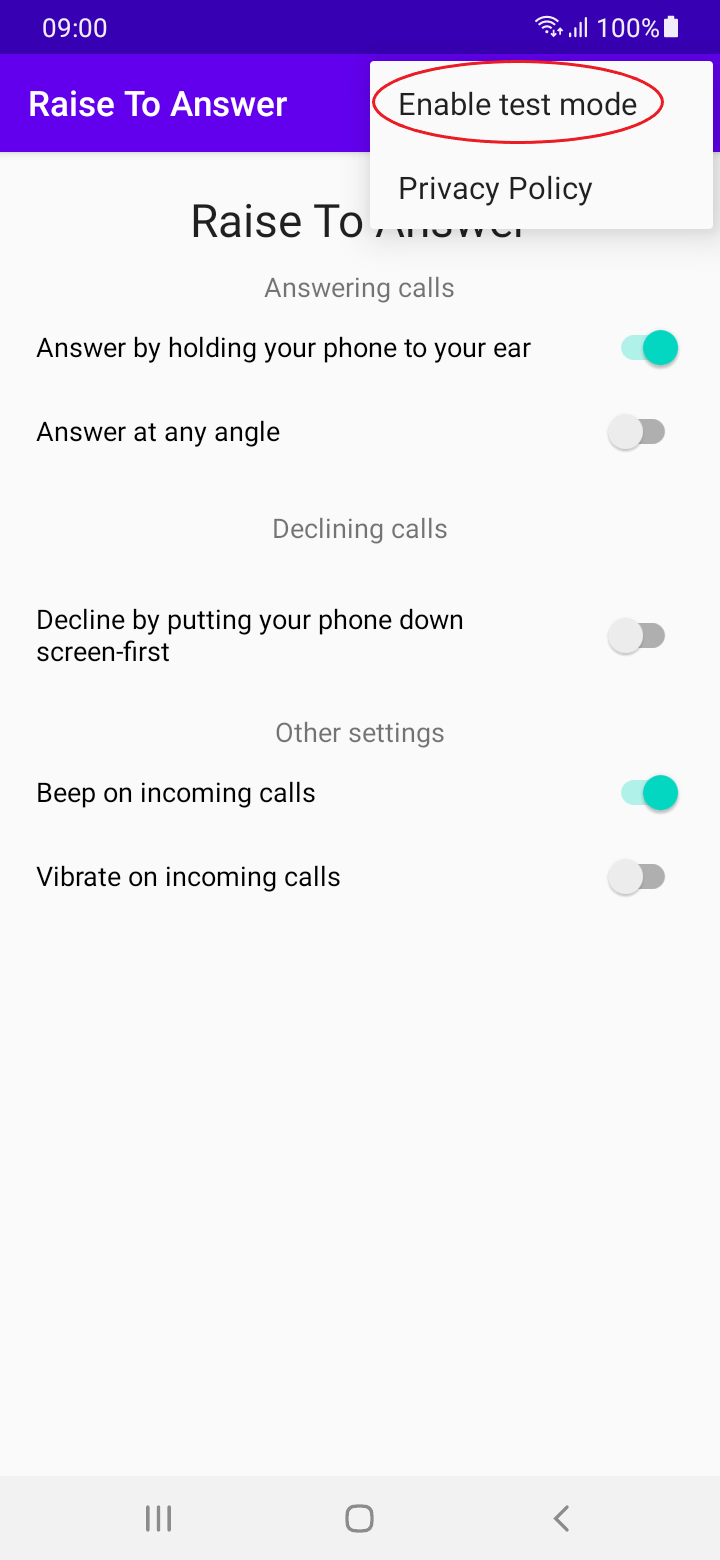 09:00
100%
Raise To Answer
Enable test mode
Privacy Policy
Raise To Answer
Answering calls
Answer by holding your phone to your ear
Answer at any angle
Declining calls
Decline by putting your phone down
screen-first
Other settings
Beep on incoming calls
Vibrate on incoming calls